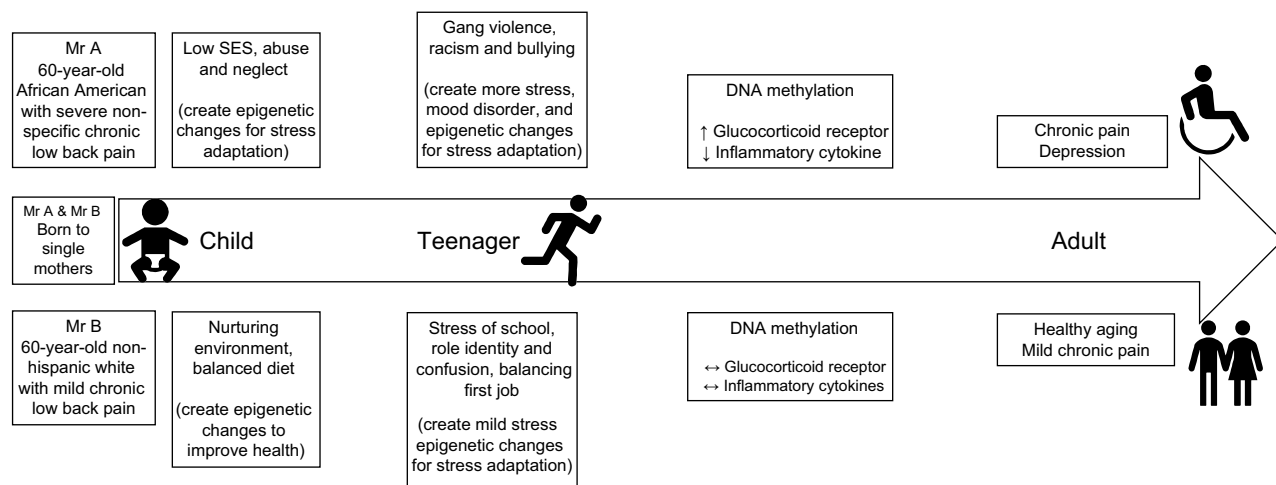 Mr A
60-year-old
African American
with severe non-
specific chronic
low back pain
Low SES, abuse
and neglect
(create epigenetic
changes for stress
adaptation)
Gang violence,
racism and bullying
(create more stress,
mood disorder, and
epigenetic changes
for stress adaptation)
DNA methylation
↑ Glucocorticoid receptor
↓ Inflammatory cytokine
Chronic pain
Depression
Mr A & Mr B
Born to
single
mothers
Child
Teenager
Adult
Mr B
60-year-old non-
hispanic white
with mild chronic
low back pain
Nurturing
environment,
balanced diet
(create epigenetic
changes to
improve health)
Stress of school,
role identity and
confusion, balancing
first job
(create mild stress
epigenetic changes
for stress adaptation)
DNA methylation
↔ Glucocorticoid receptor
↔ Inflammatory cytokines
Healthy aging
Mild chronic pain